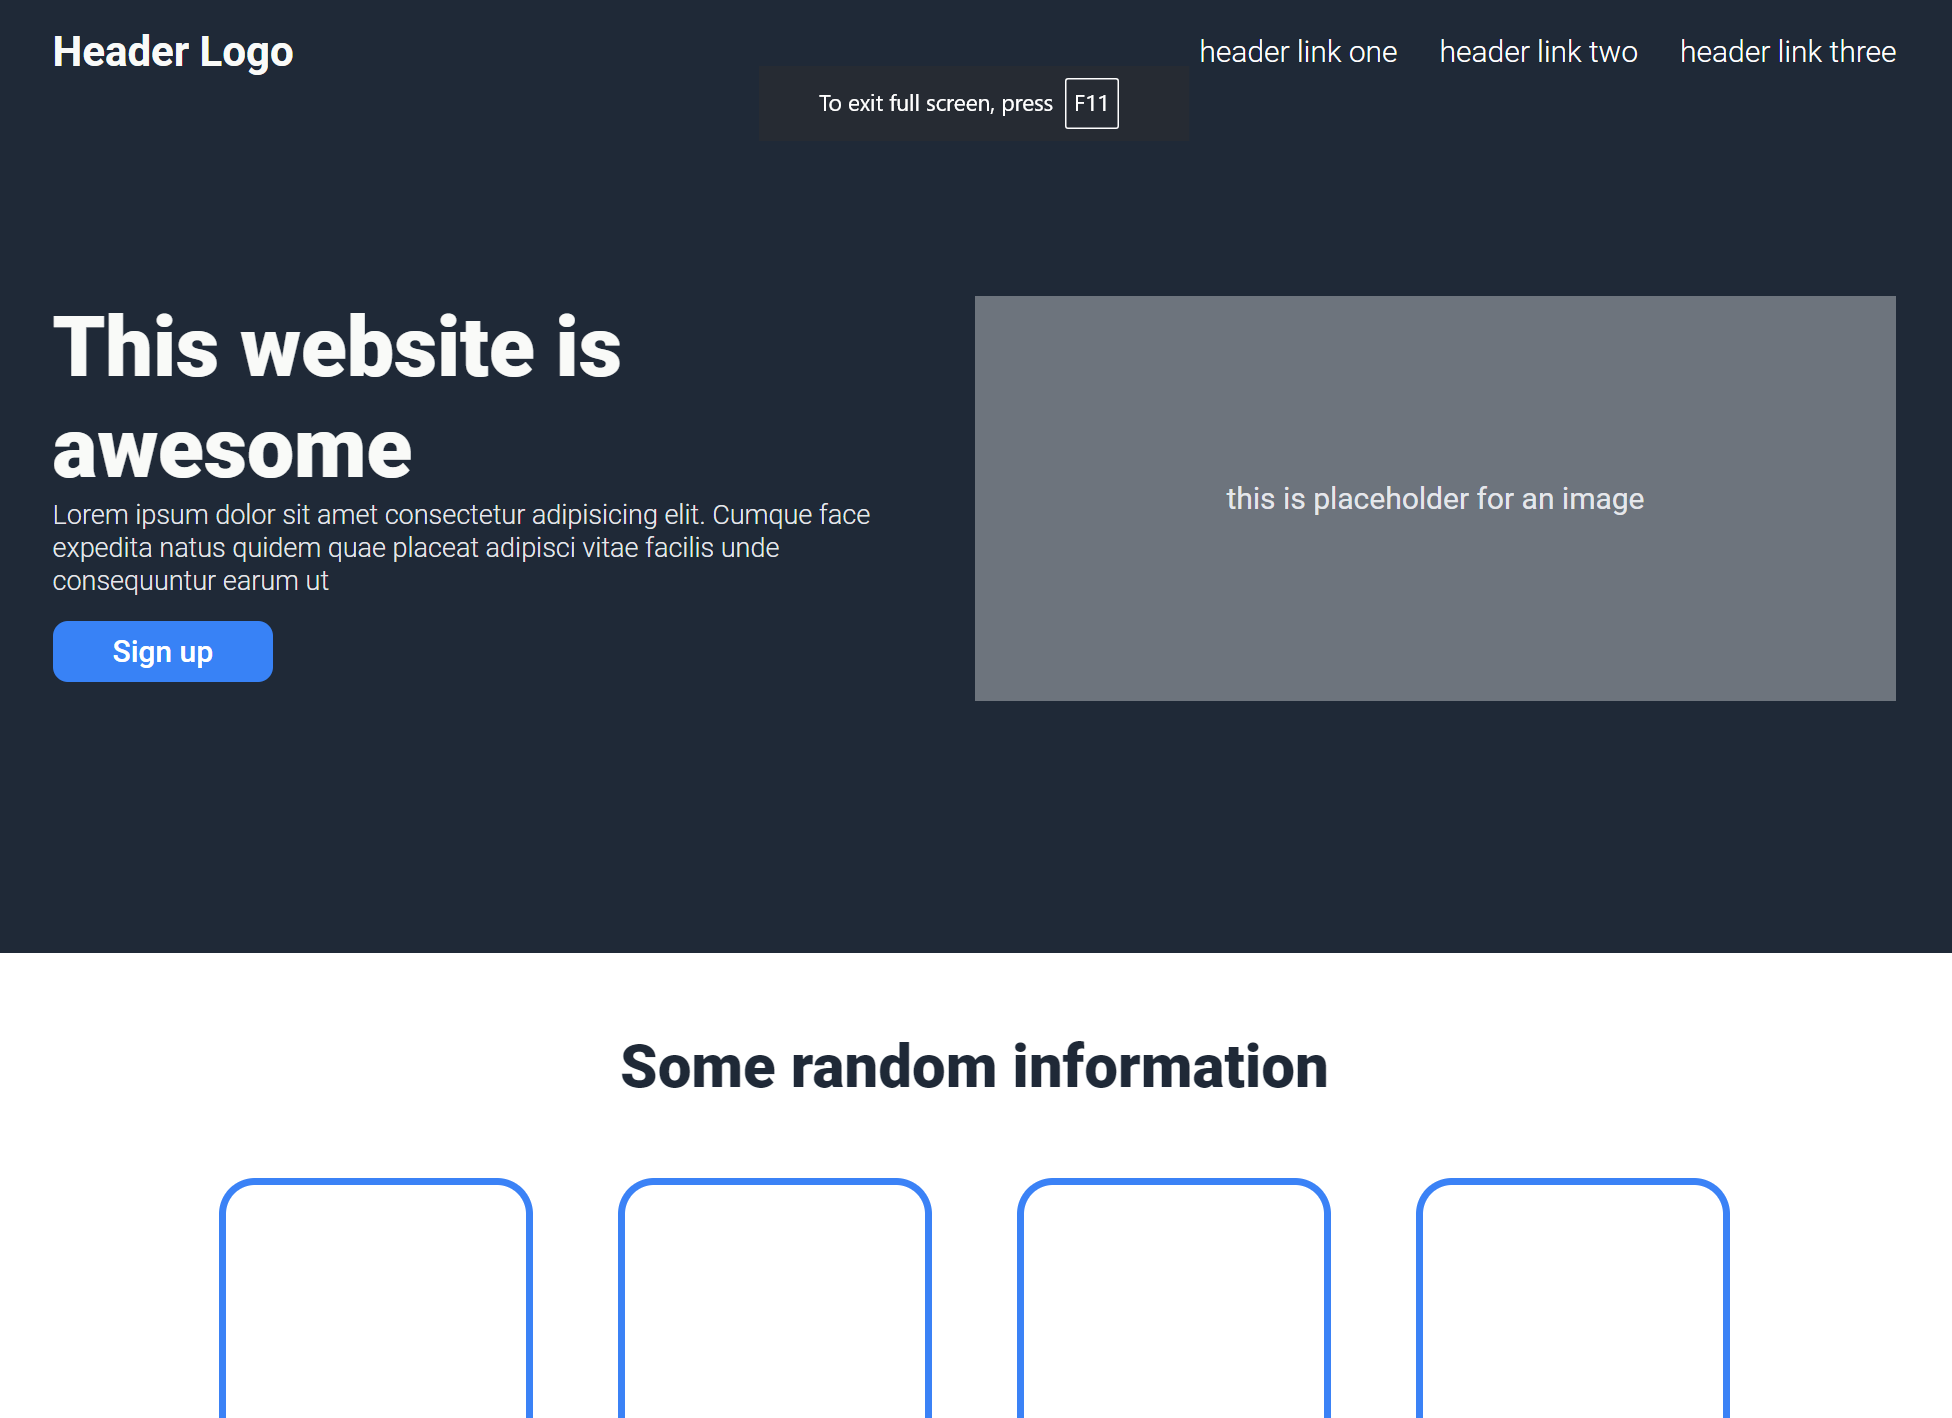 Header Logo
header link one
header link two
header link three
To exit full screen, press F11
This website is
awesome
Lorem ipsum dolor sit amet consectetur adipisicing elit. Cumque face
expedita natus quidem quae placeat adipisci vitae facilis unde
consequuntur earum ut
Sign up
this is placeholder for an image
Some random information